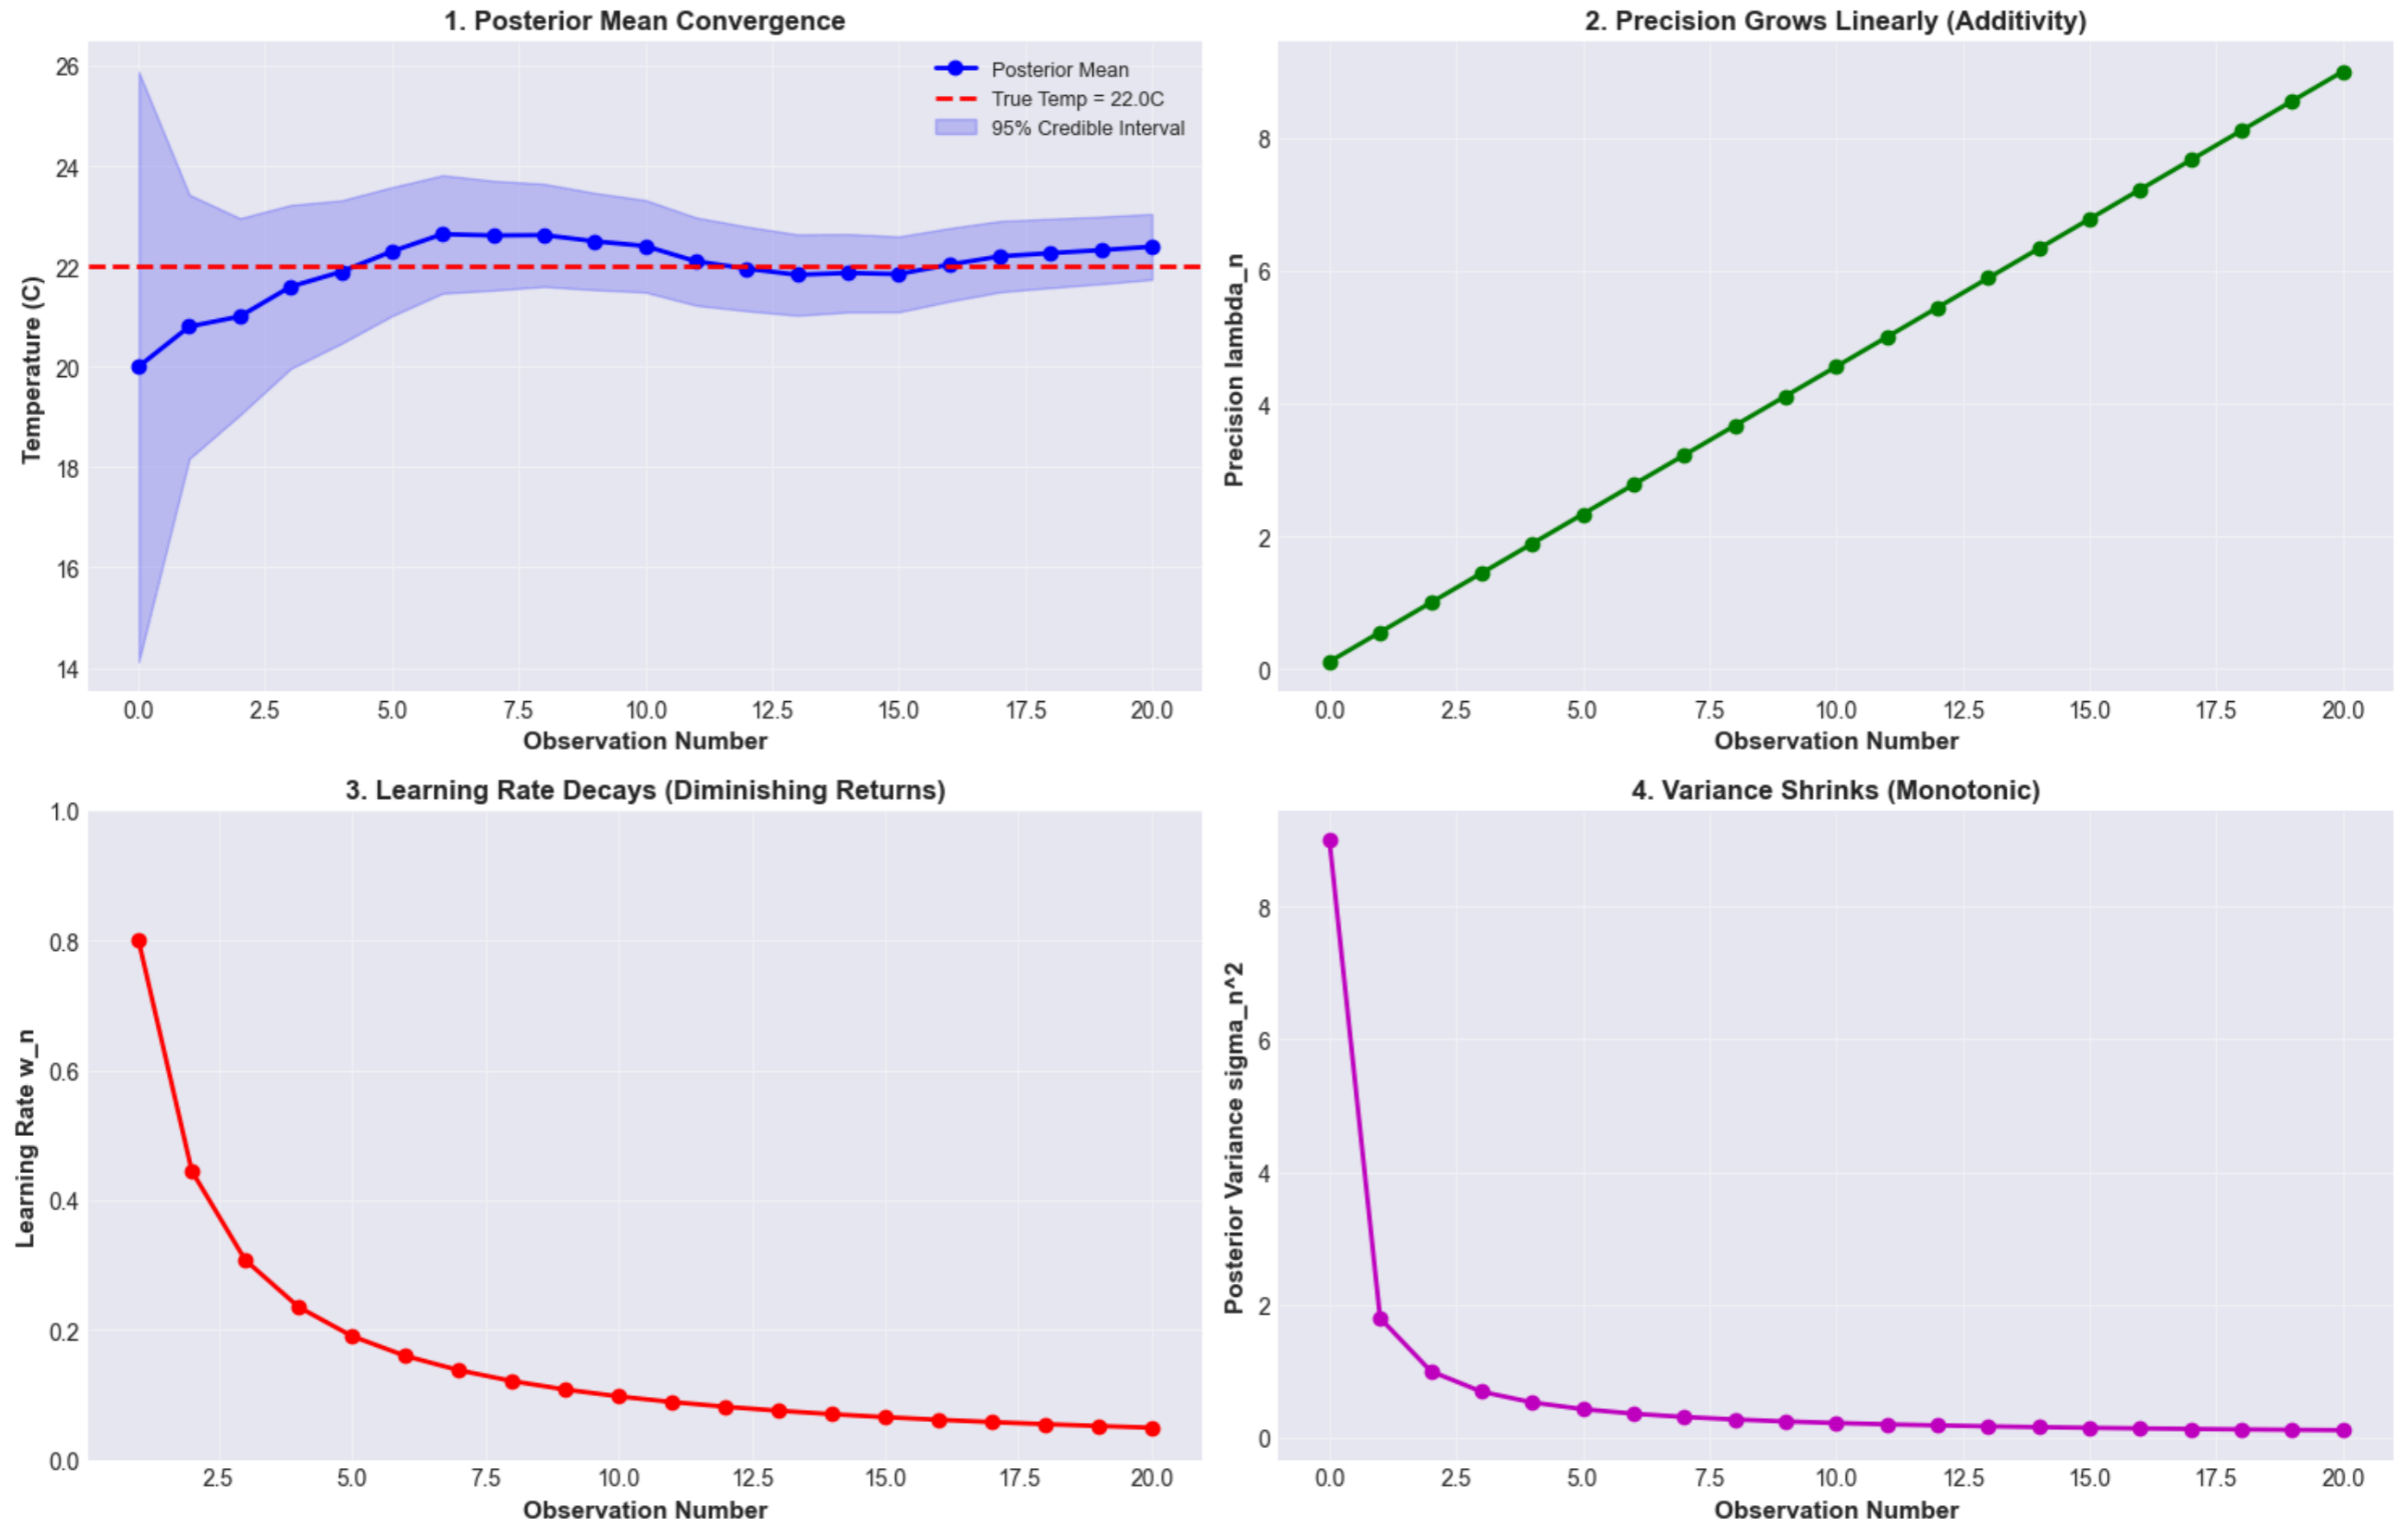 1. Posterior Mean Convergence
Temperature (C)
26
24
22
20
18
16
14
Posterior Mean
True Temp = 22.0C
95% Credible Interval
0.0 2.5 5.0 7.5 10.0 12.5 15.0 17.5 20.0
Observation Number
2. Precision Grows Linearly (Additivity)
Precision lambda_n
8
6
4
2
0
0.0 2.5 5.0 7.5 10.0 12.5 15.0 17.5 20.0
Observation Number
3. Learning Rate Decays (Diminishing Returns)
Learning Rate w_n
1.0
0.8
0.6
0.4
0.2
0.0
2.5 5.0 7.5 10.0 12.5 15.0 17.5 20.0
Observation Number
4. Variance Shrinks (Monotonic)
Posterior Variance sigma_n^2
8
6
4
2
0
0.0 2.5 5.0 7.5 10.0 12.5 15.0 17.5 20.0
Observation Number